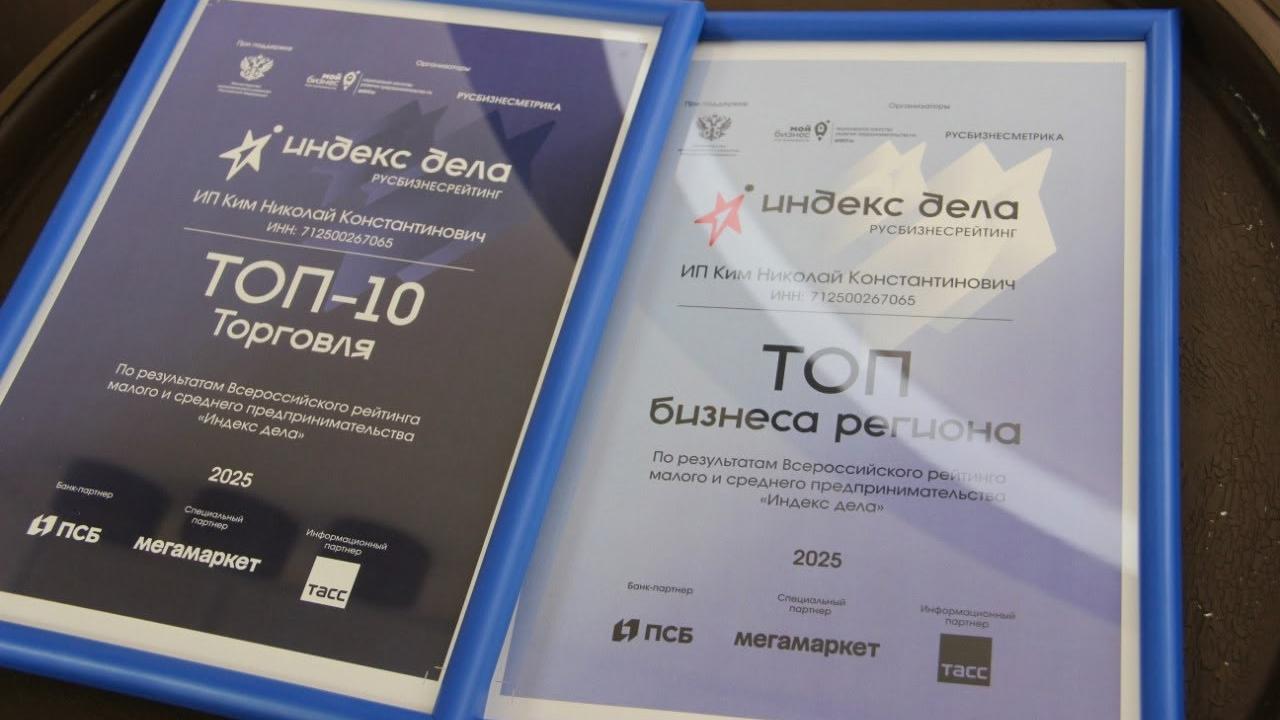 При поддержке
Организаторы
мой
бизнес
РУСБИЗНЕСМЕТРИКА
индекс дела
РУСБИЗНЕСРЕЙТИНГ
ИП Ким Николай Константинович
ИНН: 712500267065
ТОП-10
Торговля
По результатам Всероссийского рейтинга
малого и среднего предпринимательства
«Индекс дела»
2025
Банк-партнер
Специальный
партнер
Информационный
партнер
ПСБ
мегамаркет
ТАСС
При поддержке
Организаторы
мой
бизнес
РУСБИЗНЕСМЕТРИКА
индекс дела
РУСБИЗНЕСРЕЙТИНГ
ИП Ким Николай Константинович
ИНН: 712500267065
ТОП
бизнеса региона
По результатам Всероссийского рейтинга
малого и среднего предпринимательства
«Индекс дела»
2025
Банк-партнер
Специальный
партнер
Информационный
партнер
ПСБ
мегамаркет
ТАСС